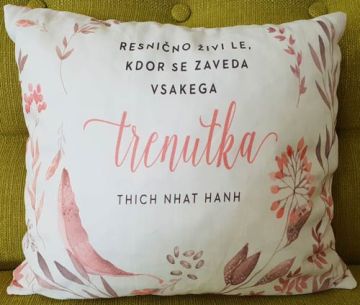 RESNIČNO ŽIVI LE,
KDOR SE ZAVEDA
VSAKEGA
trenutka
THICH NHAT HANH